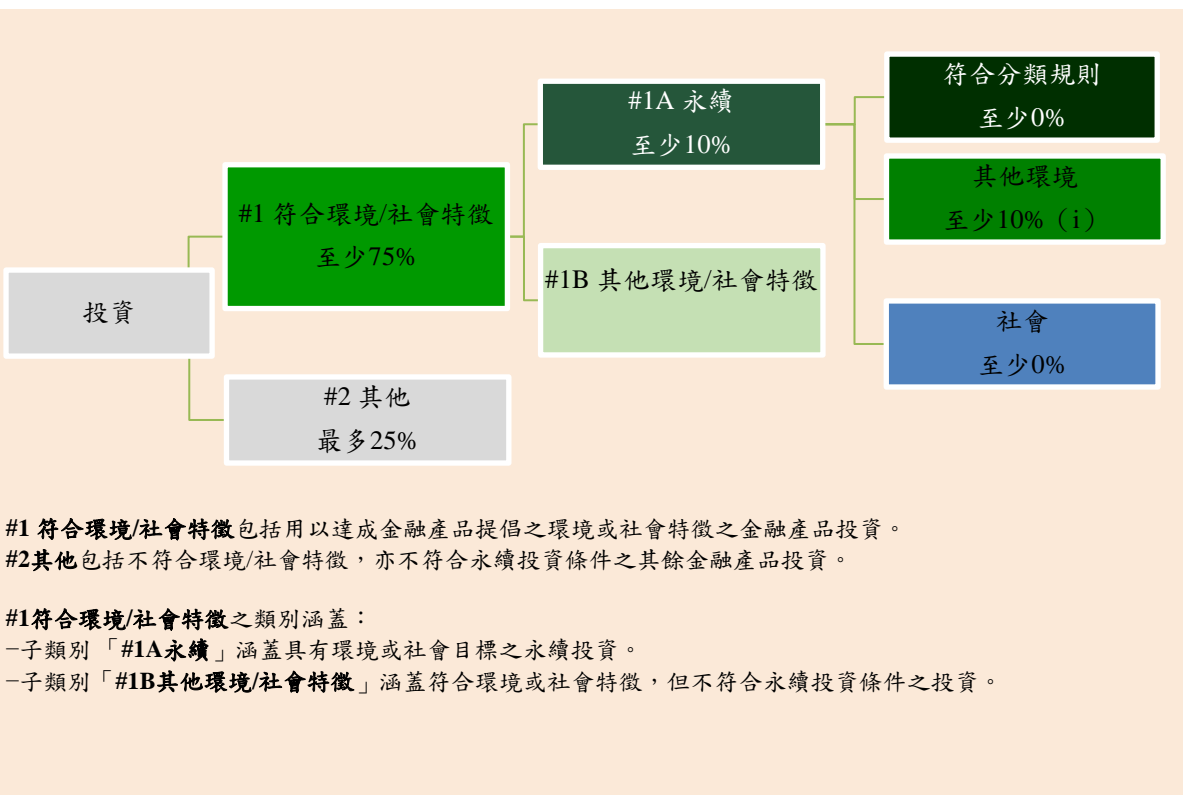 投資
#1 符合環境/社會特徵
至少75%
#2 其他
最多25%
#1A 永續
至少10%
#1B 其他環境/社會特徵
符合分類規則
至少0%
其他環境
至少10%（i）
社會
至少0%
#1 符合環境/社會特徵包括用以達成金融產品提倡之環境或社會特徵之金融產品投資。
#2其他包括不符合環境/社會特徵，亦不符合永續投資條件之其餘金融產品投資。
#1符合環境/社會特徵之類別涵蓋：
−子類別「#1A永續」涵蓋具有環境或社會目標之永續投資。
−子類別「#1B其他環境/社會特徵」涵蓋符合環境或社會特徵，但不符合永續投資條件之投資。